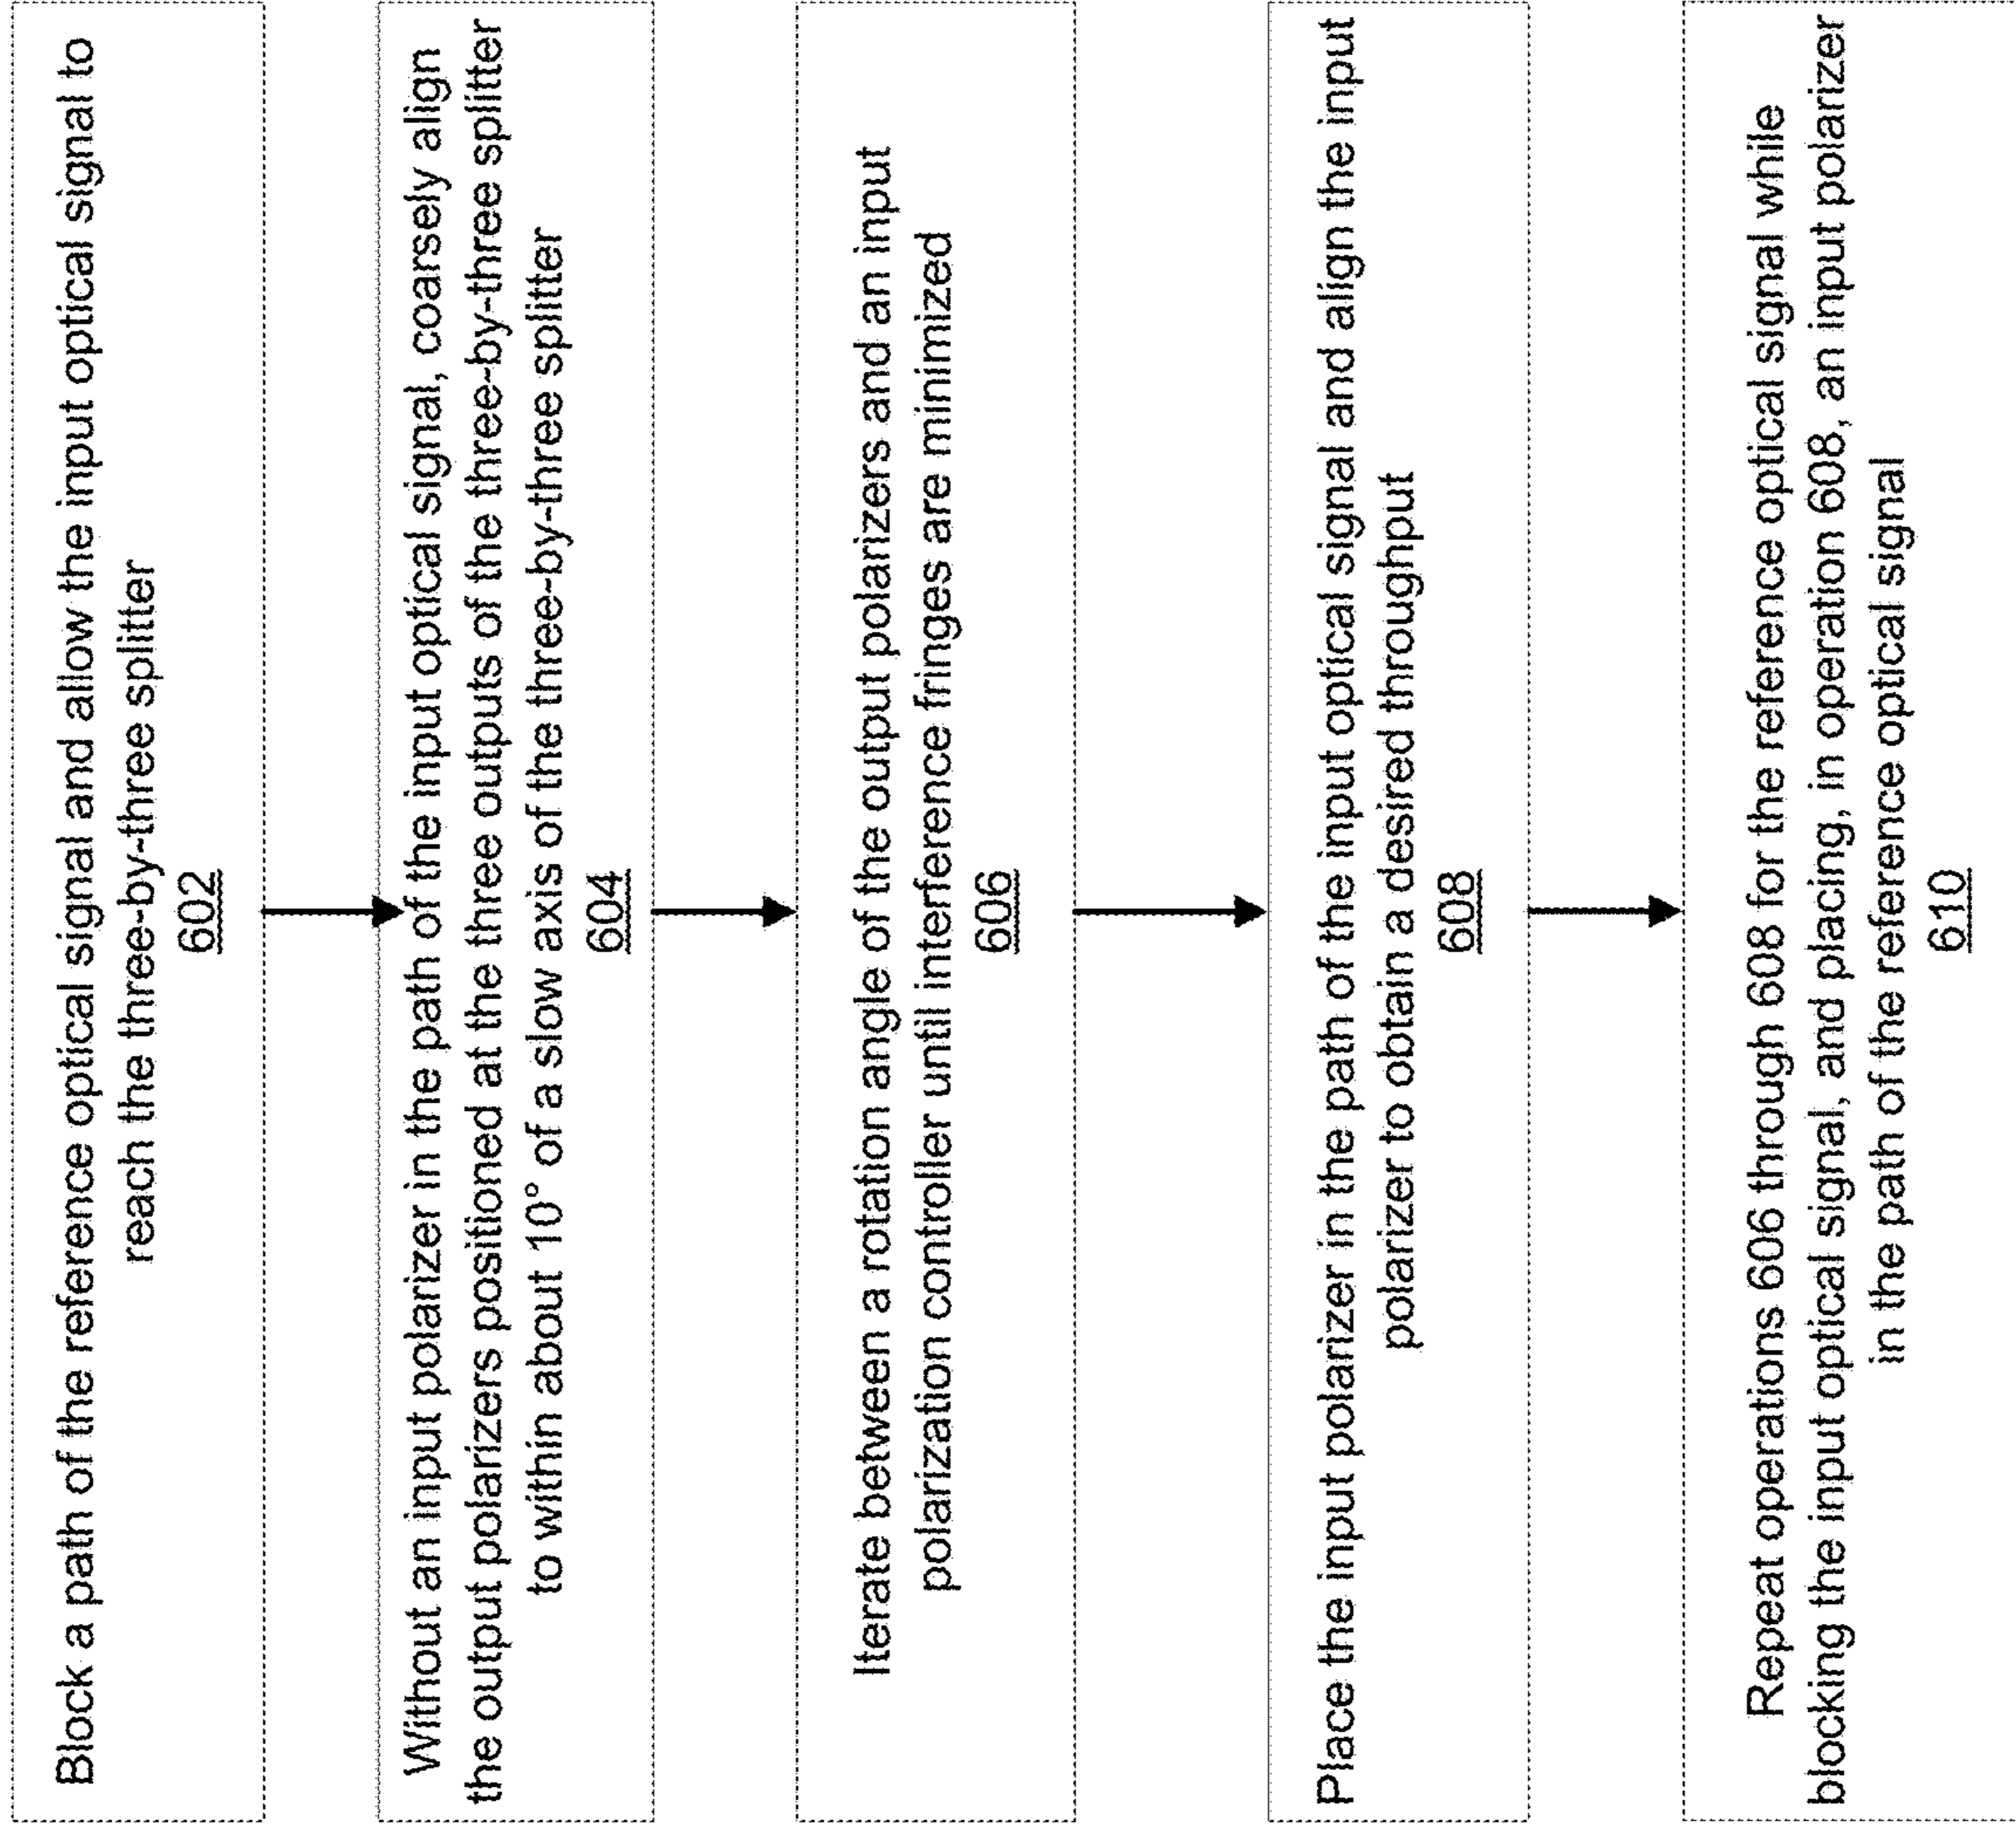 Block a path of the reference optical signal and allow the input optical signal to
reach the three-by-three splitter
602
Without an input polarizer in the path of the input optical signal, coarsely align
the output polarizers positioned at the three outputs of the three-by-three splitter
to within about 10° of a slow axis of the three-by-three splitter
604
Iterate between a rotation angle of the output polarizers and an input
polarization controller until interference fringes are minimized
606
Place the input polarizer in the path of the input optical signal and align the input
polarizer to obtain a desired throughput
608
Repeat operations 606 through 608 for the reference optical signal while
blocking the input optical signal, and placing, in operation 608, an input polarizer
in the path of the reference optical signal
610